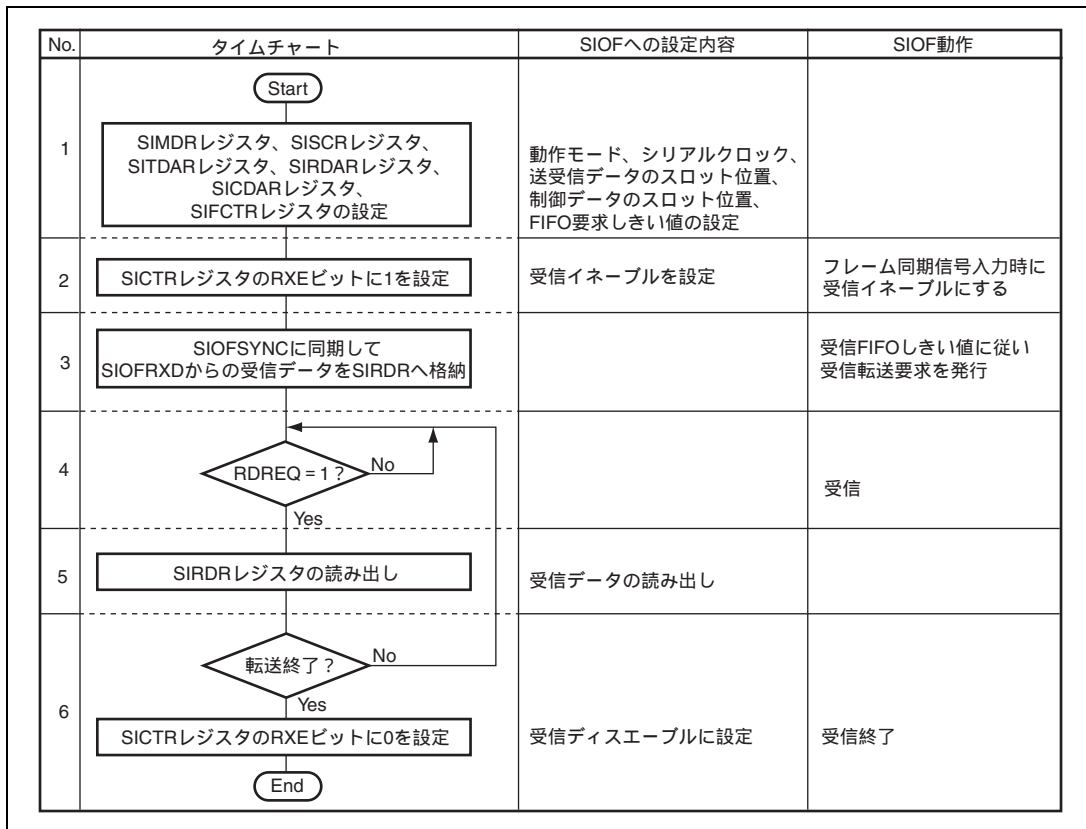 No.
タイムチャート
SIOFへの設定内容
SIOF動作
Start
1
SIMDRレジスタ、SISCRレジスタ、
SITDARレジスタ、SIRDARレジスタ、
SICDARレジスタ、
SIFCTRレジスタの設定
動作モード、シリアルクロック、
送受信データのスロット位置、
制御データのスロット位置、
FIFO要求しきい値の設定
2
SICTRレジスタのRXEビットに1を設定
受信イネーブルを設定
フレーム同期信号入力時に
受信イネーブルにする
3
SIOFSYNCに同期して
SIOFRXDからの受信データをSIRDRへ格納
受信FIFOしきい値に従い
受信転送要求を発行
4
RDREQ = 1？
No
Yes
受信
5
SIRDRレジスタの読み出し
受信データの読み出し
6
転送終了？
No
Yes
SICTRレジスタのRXEビットに0を設定
受信ディスエーブルに設定
受信終了
End